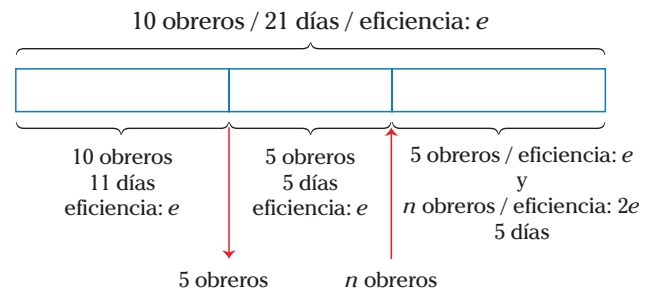 10 obreros / 21 días / eficiencia: e
10 obreros
11 días
eficiencia: e
5 obreros
5 días
eficiencia: e
5 obreros / eficiencia: e
y
n obreros / eficiencia: 2e
5 días
5 obreros
n obreros